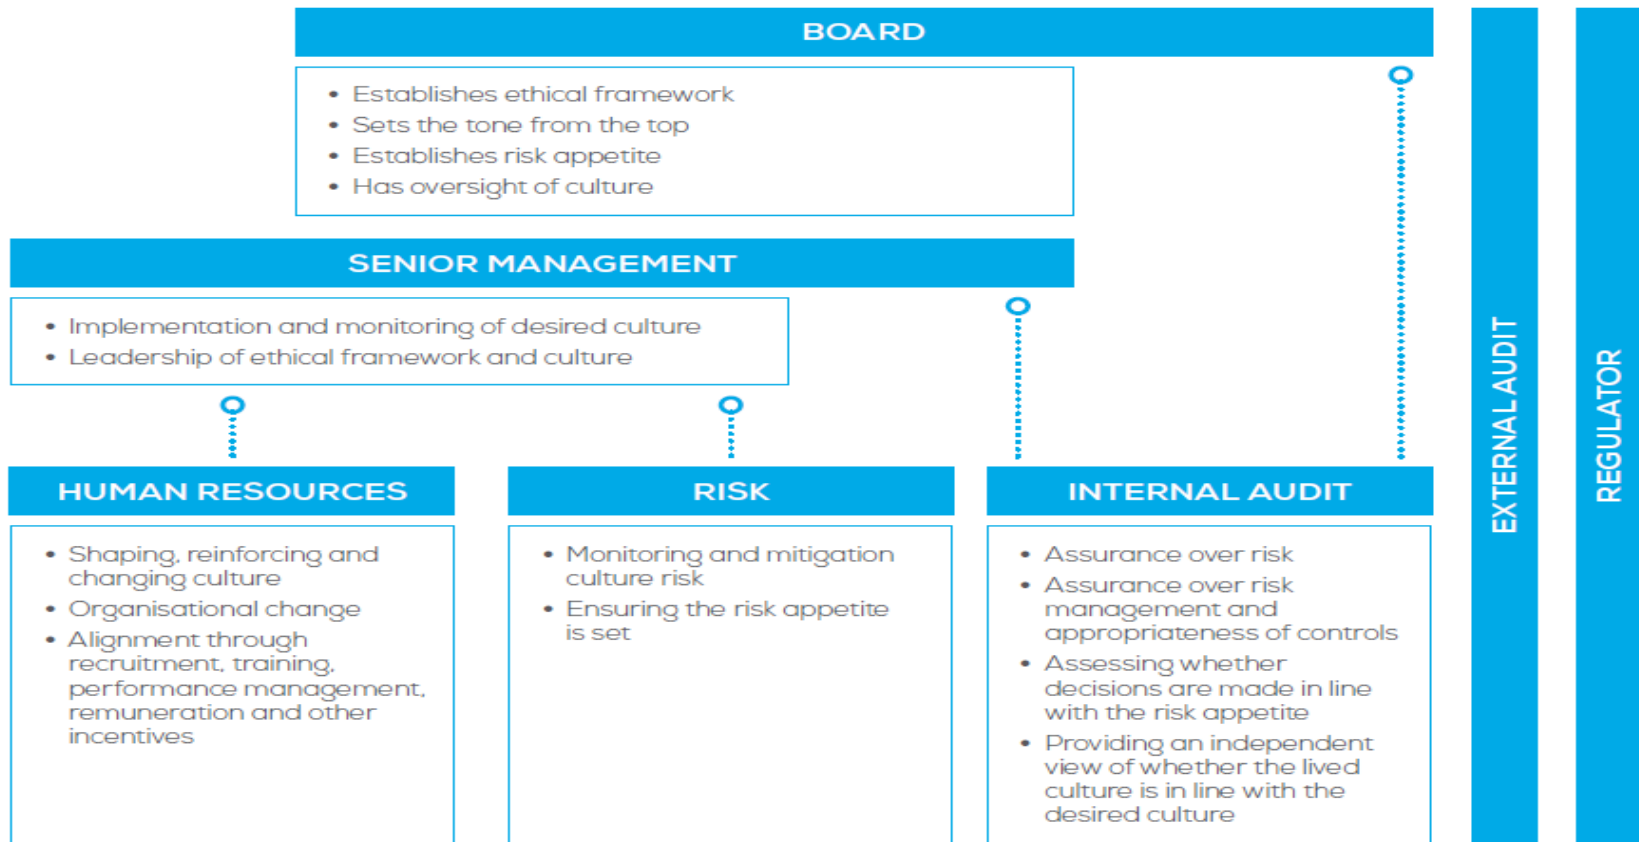 BOARD
• Establishes ethical framework
• Sets the tone from the top
• Establishes risk appetite
• Has oversight of culture
SENIOR MANAGEMENT
• Implementation and monitoring of desired culture
• Leadership of ethical framework and culture
HUMAN RESOURCES
• Shaping, reinforcing and
changing culture
• Organisational change
• Alignment through
recruitment, training,
performance management,
remuneration and other
incentives
RISK
• Monitoring and mitigation
culture risk
• Ensuring the risk appetite
is set
INTERNAL AUDIT
• Assurance over risk
• Assurance over risk
management and
appropriateness of controls
• Assessing whether
decisions are made in line
with the risk appetite
• Providing an independent
view of whether the lived
culture is in line with the
desired culture
EXTERNAL AUDIT
REGULATOR